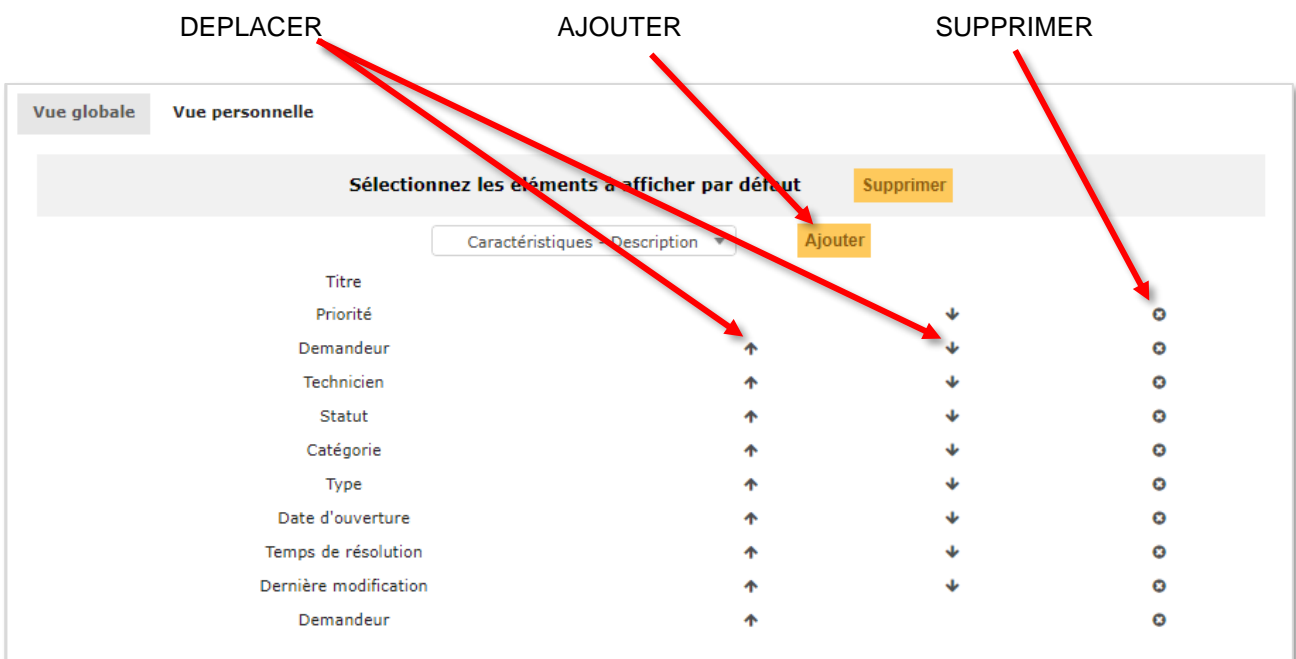 DEPLACER AJOUTER SUPPRIMER
Vue globale Vue personnelle
Sélectionnez les éléments à afficher par défaut Supprimer
Caractéristiques - Description Ajouter
Titre
Priorité
Demandeur
Technicien
Statut
Catégorie
Type
Date d'ouverture
Temps de résolution
Dernière modification
Demandeur